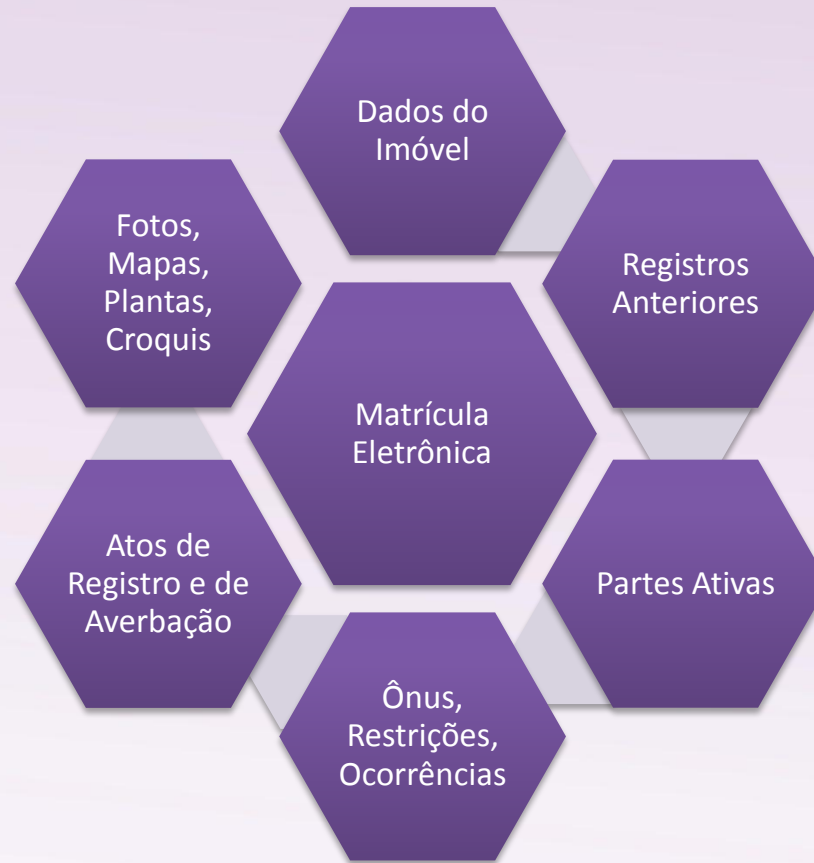 Dados do
Imóvel
Fotos,
Mapas,
Plantas,
Croquis
Registros
Anteriores
Matrícula
Eletrônica
Atos de
Registro e de
Averbação
Partes Ativas
Ônus,
Restrições,
Ocorrências